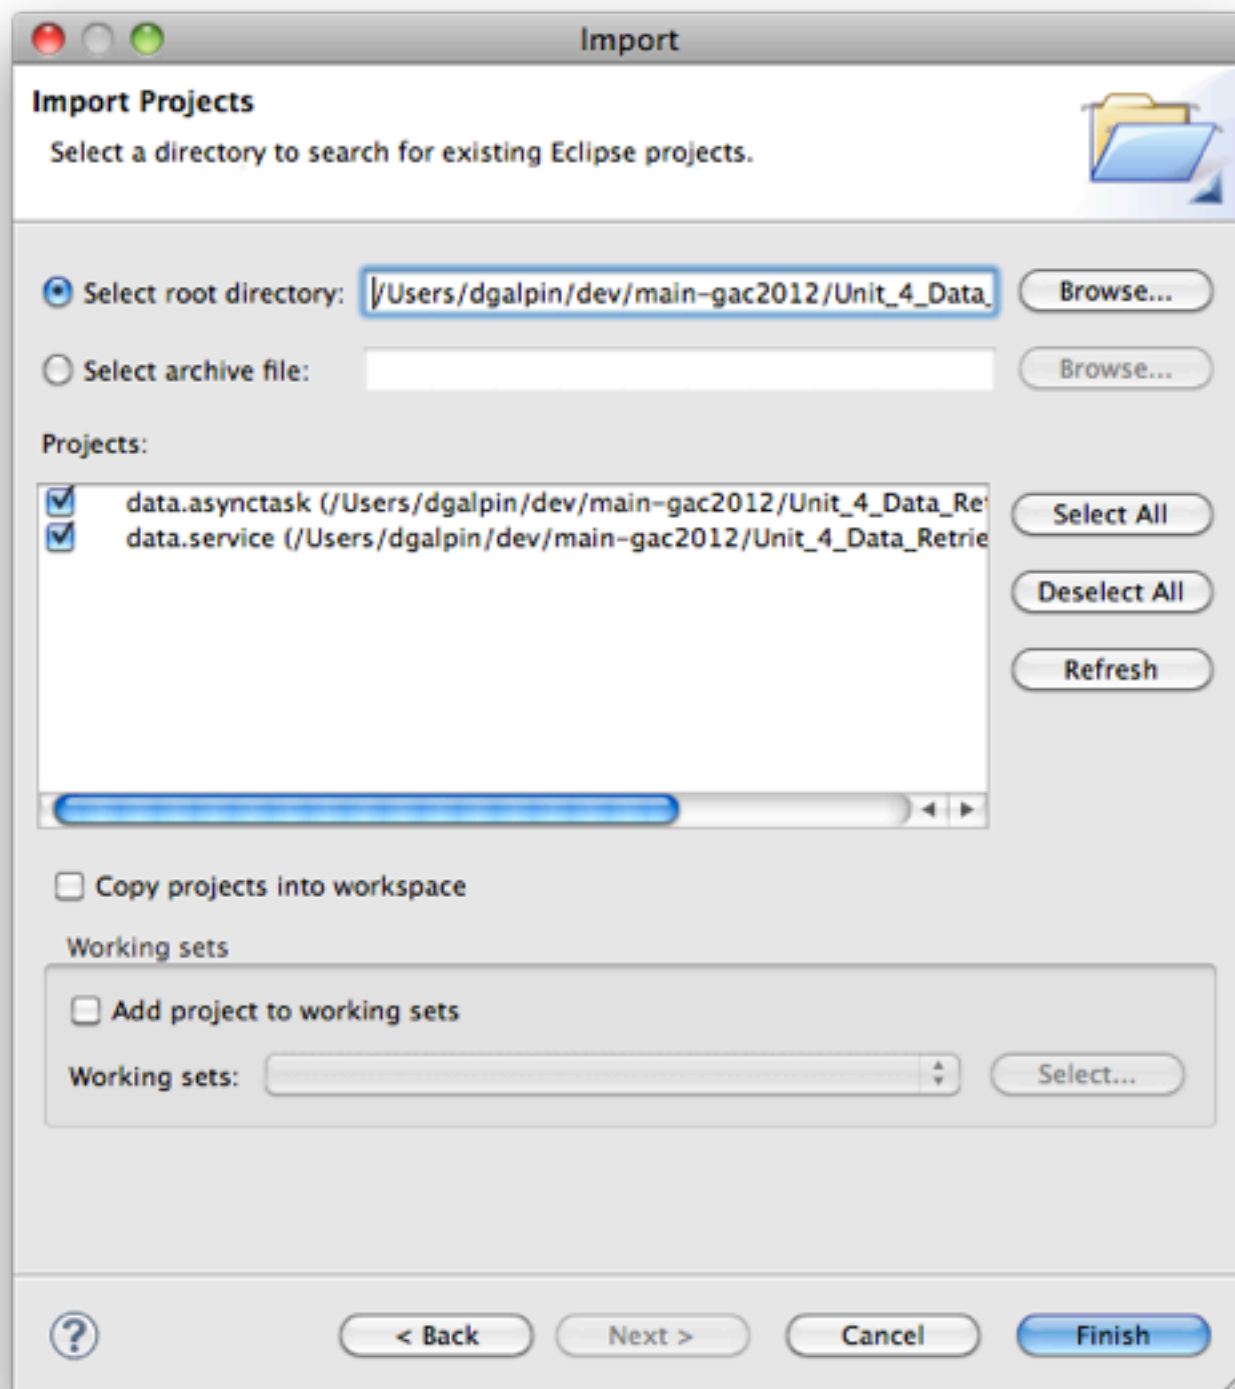 Import
Import Projects
Select a directory to search for existing Eclipse projects.
Select root directory: /Users/dgalpin/dev/main-gac2012/Unit_4_Data_ Browse...
Select archive file: Browse...
Projects:
data.asynctask (/Users/dgalpin/dev/main-gac2012/Unit_4_Data_Ret
data.service (/Users/dgalpin/dev/main-gac2012/Unit_4_Data_Retrie
Select All
Deselect All
Refresh
Copy projects into workspace
Working sets
Add project to working sets
Working sets: Select...
? < Back Next > Cancel Finish